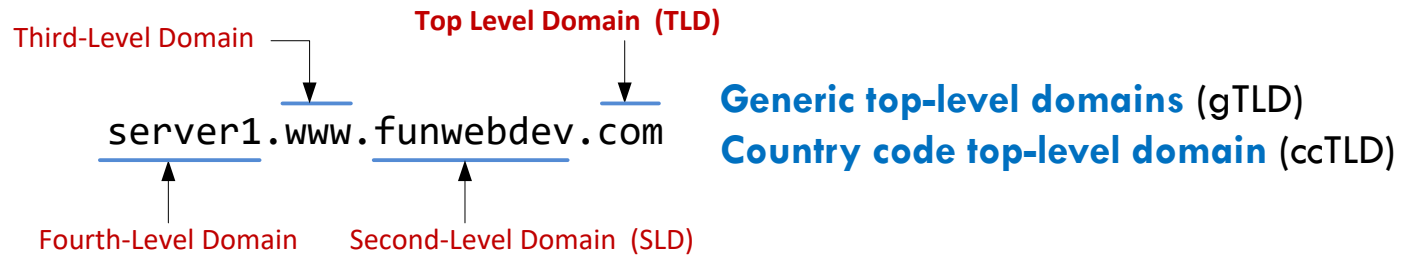 Top Level Domain (TLD)
Third-Level Domain
server1.www.funwebdev.com
Fourth-Level Domain
Second-Level Domain (SLD)
Generic top-level domains (gTLD)
Country code top-level domain (ccTLD)